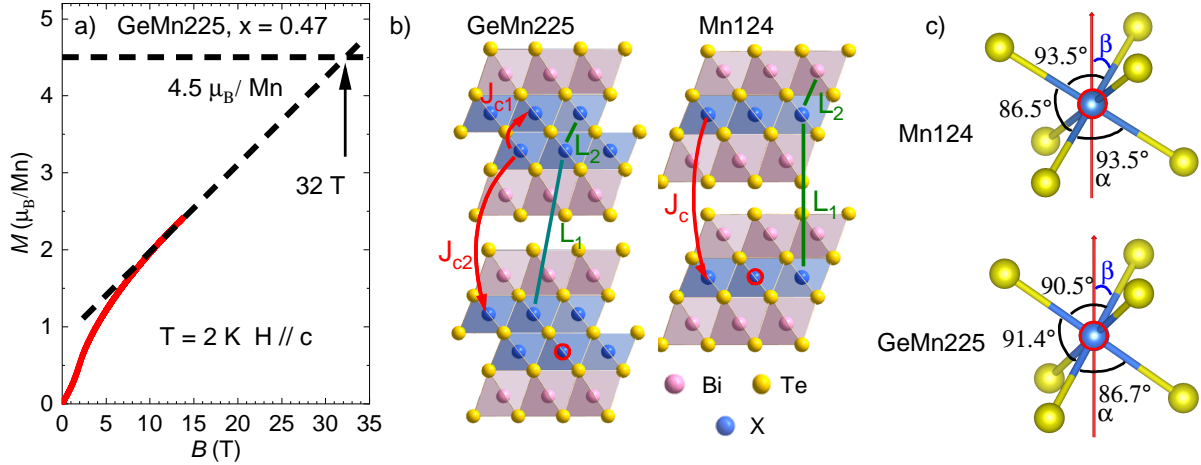 a) GeMn225, x = 0.47
4.5 μB/ Mn
32 T
T = 2 K H // c
M (μB/Mn)
5
4
3
2
1
0
0 5 10 15 20 25 30 35
B (T)
b) GeMn225 Mn124
Jc1
L2
L1
Jc2
L2
Jc
L1
Bi Te
X
c)
93.5° β
86.5°
Mn124
93.5°
α
90.5° β
91.4°
GeMn225
86.7°
α